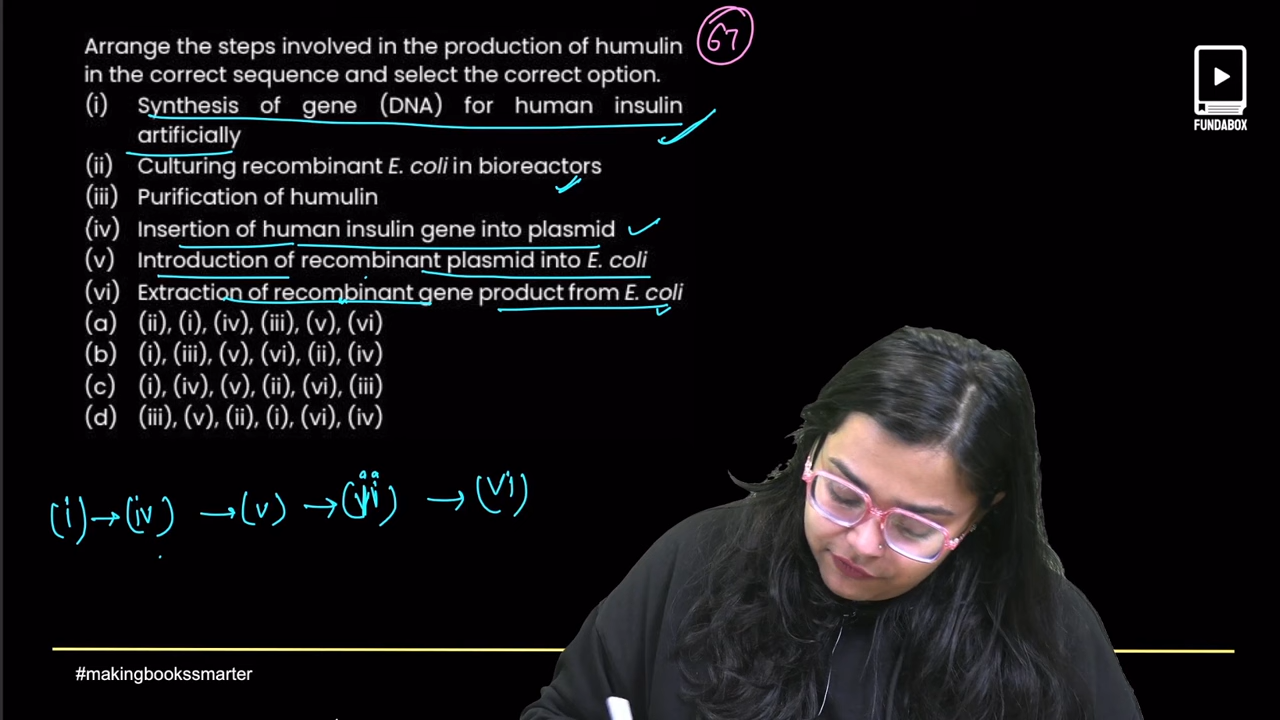 Arrange the steps involved in the production of humulin
in the correct sequence and select the correct option.
67
(i) Synthesis of gene (DNA) for human insulin
artificially
(ii) Culturing recombinant E. coli in bioreactors
(iii) Purification of humulin
(iv) Insertion of human insulin gene into plasmid
(v) Introduction of recombinant plasmid into E. coli
(vi) Extraction of recombinant gene product from E. coli
(a) (ii), (i), (iv), (iii), (v), (vi)
(b) (i), (iii), (v), (vi), (ii), (iv)
(c) (i), (iv), (v), (ii), (vi), (iii)
(d) (iii), (v), (ii), (i), (vi), (iv)
FUNDABOX
(i) → (iv) → (v) → (ii) → (vi)
#makingbookssmarter